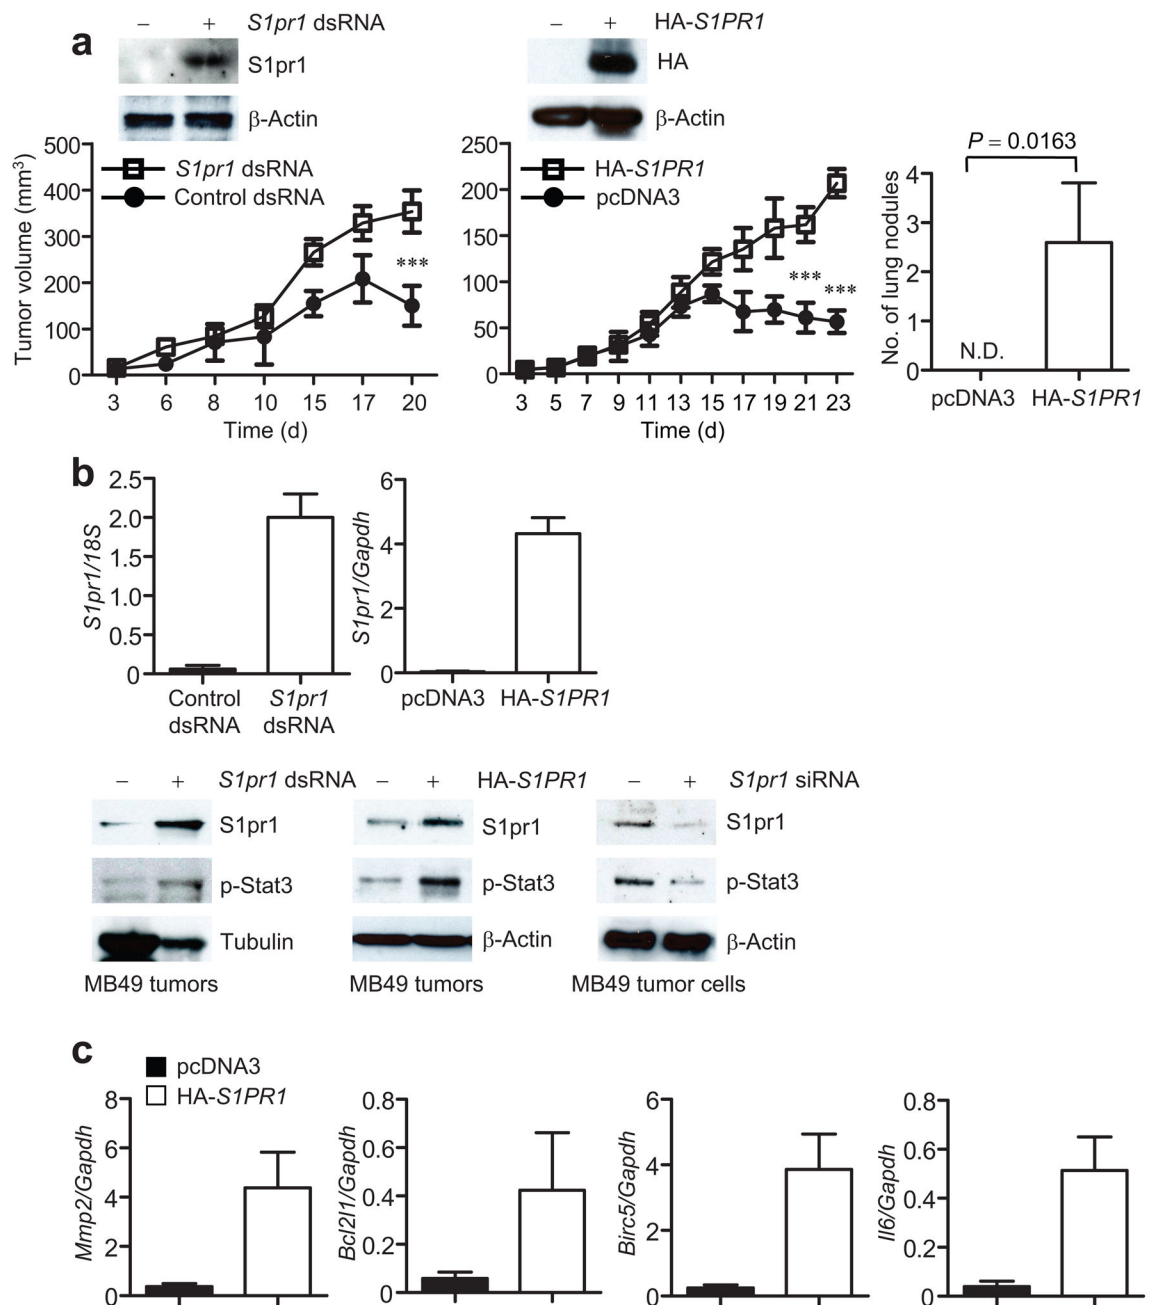 a
− + S1pr1 dsRNA
S1pr1
β-Actin
500
400
300
200
100
0
Tumor volume (mm3)
S1pr1 dsRNA
Control dsRNA
***
3 6 8 10 15 17 20
Time (d)
− + HA-S1PR1
HA
β-Actin
250
200
150
100
50
0
HA-S1PR1
pcDNA3
***
***
3 5 7 9 11 13 15 17 19 21 23
Time (d)
P = 0.0163
4
3
2
1
0
No. of lung nodules
N.D.
pcDNA3 HA-S1PR1
b
2.5
2.0
1.5
1.0
0.5
0
S1pr1/18S
Control
dsRNA
S1pr1
dsRNA
6
4
2
0
S1pr1/Gapdh
pcDNA3 HA-S1PR1
− + S1pr1 dsRNA
S1pr1
p-Stat3
Tubulin
MB49 tumors
− + HA-S1PR1
S1pr1
p-Stat3
β-Actin
MB49 tumors
− + S1pr1 siRNA
S1pr1
p-Stat3
β-Actin
MB49 tumor cells
c
pcDNA3
HA-S1PR1
8
6
4
2
0
Mmp2/Gapdh
0.8
0.6
0.4
0.2
0
Bcl2l1/Gapdh
6
4
2
0
Birc5/Gapdh
0.8
0.6
0.4
0.2
0
Il6/Gapdh